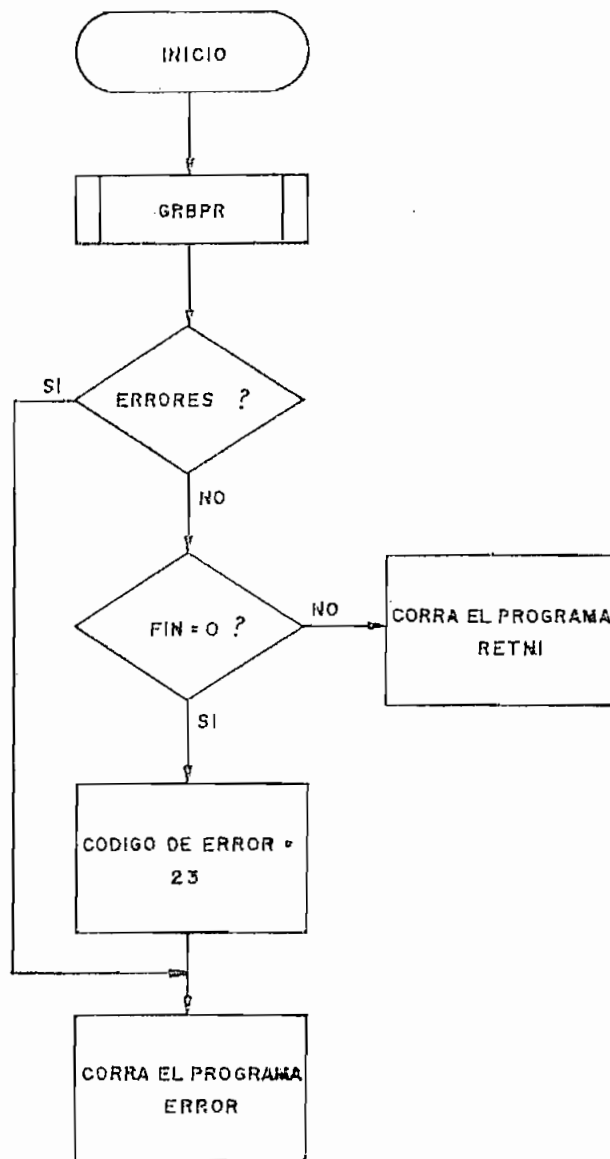 INICIO
GRBPR
SI
ERRORES ?
NO
FIN = 0 ?
NO
CORRA EL PROGRAMA
RETNI
SI
CODIGO DE ERROR =
23
CORRA EL PROGRAMA
ERROR